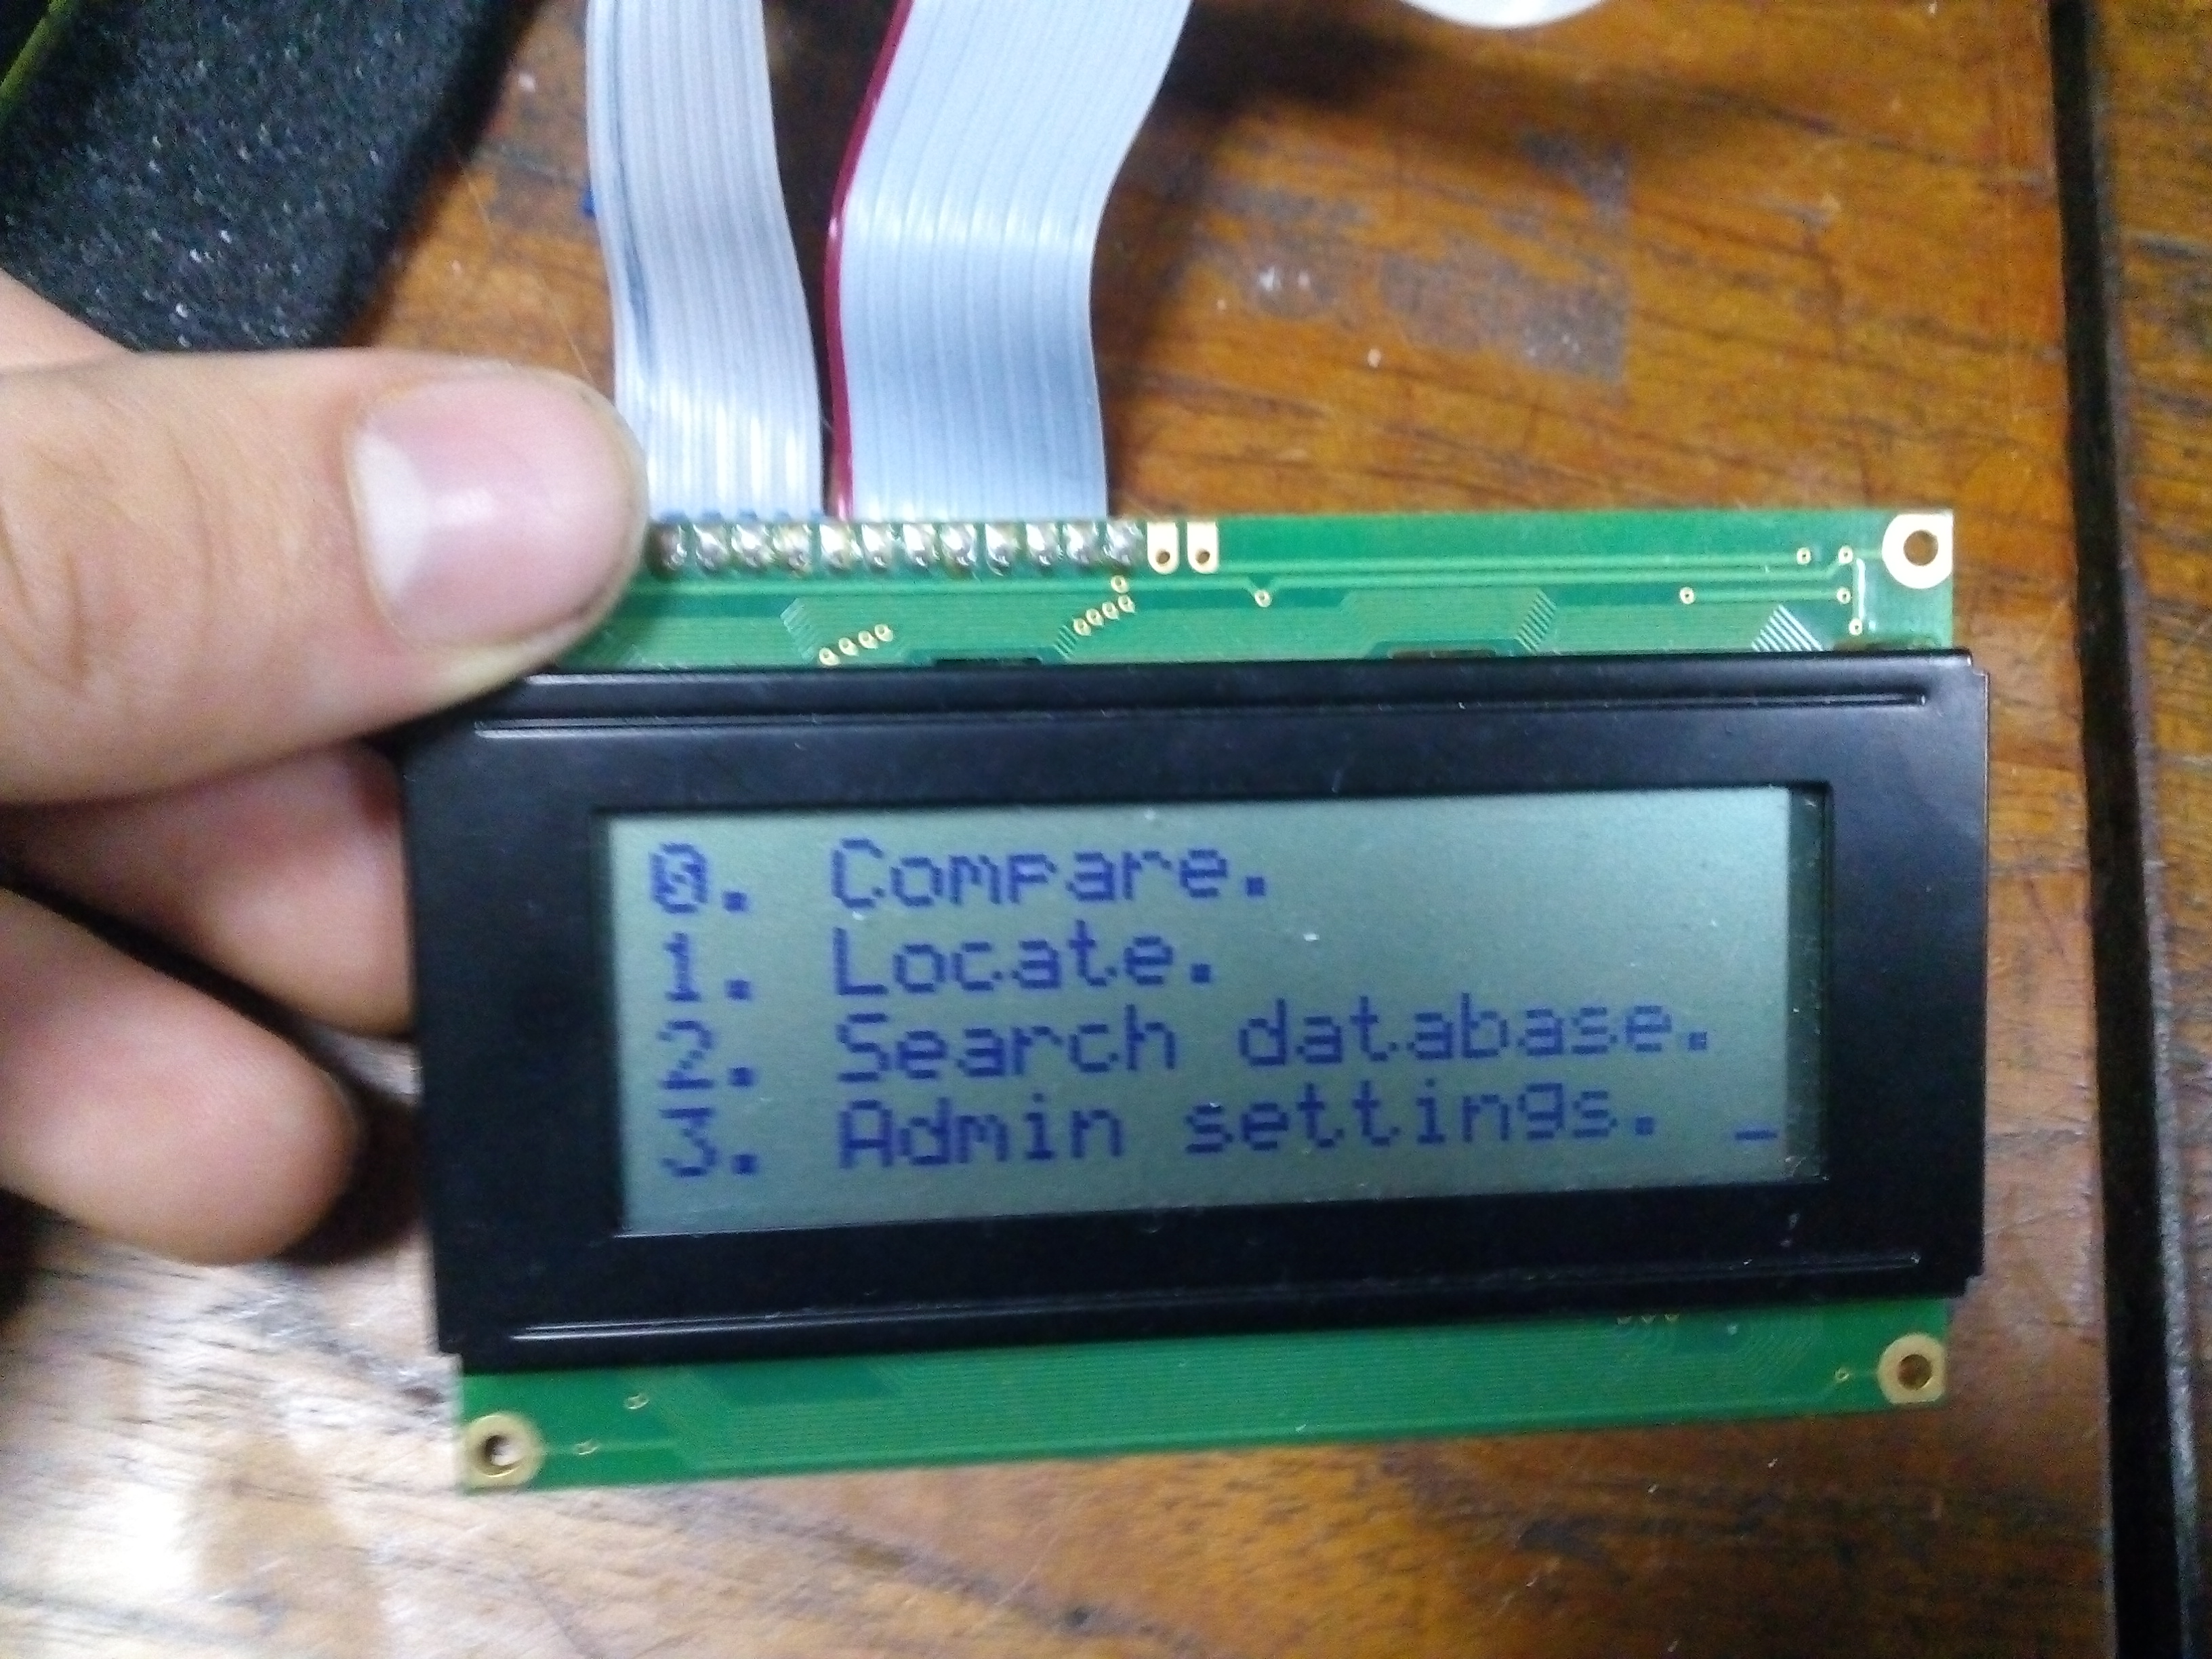 0. Compare.
1. Locate.
2. Search database.
3. Admin settings. _